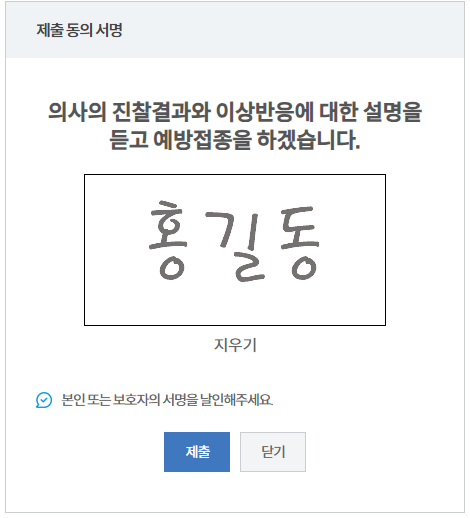 제출 동의 서명
의사의 진찰결과와 이상반응에 대한 설명을
듣고 예방접종을 하겠습니다.
홍길동
지우기
본인 또는 보호자의 서명을 날인해주세요.
제출 닫기